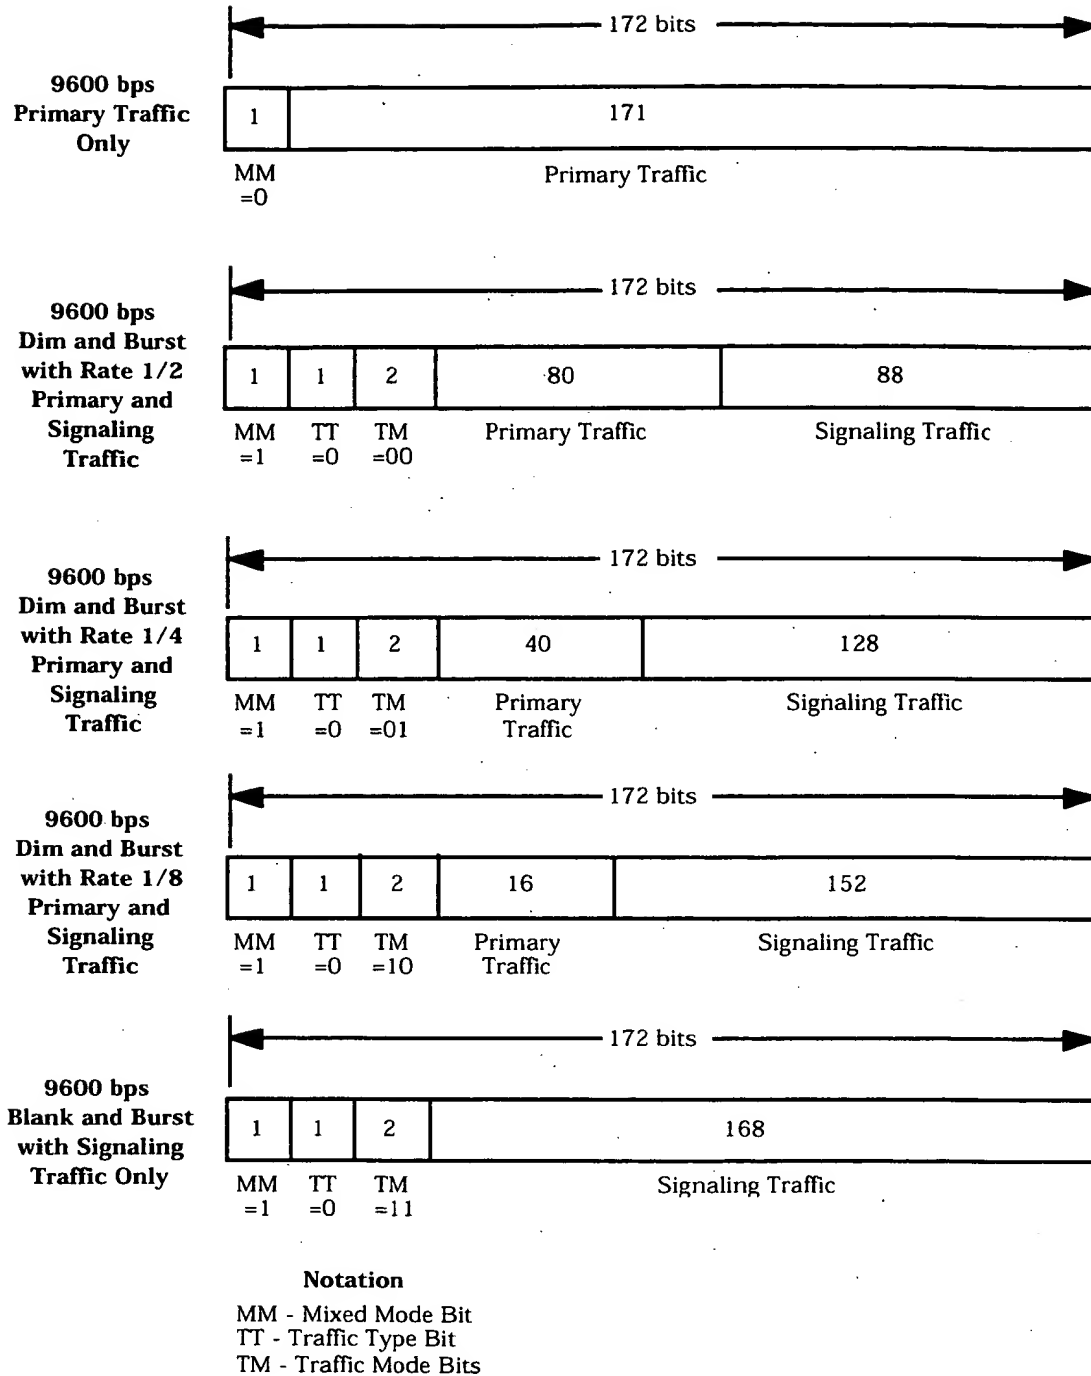 172 bits
9600 bps
Primary Traffic
Only
1 171
MM
=0
Primary Traffic
172 bits
9600 bps
Dim and Burst
with Rate 1/2
Primary and
Signaling
Traffic
1 1 2 80 88
MM TT TM Primary Traffic Signaling Traffic
=1 =0 =00
172 bits
9600 bps
Dim and Burst
with Rate 1/4
Primary and
Signaling
Traffic
1 1 2 40 128
MM TT TM Primary Signaling Traffic
=1 =0 =01 Traffic
172 bits
9600 bps
Dim and Burst
with Rate 1/8
Primary and
Signaling
Traffic
1 1 2 16 152
MM TT TM Primary Signaling Traffic
=1 =0 =10 Traffic
172 bits
9600 bps
Blank and Burst
with Signaling
Traffic Only
1 1 2 168
MM TT TM Signaling Traffic
=1 =0 =11
Notation
MM - Mixed Mode Bit
TT - Traffic Type Bit
TM - Traffic Mode Bits